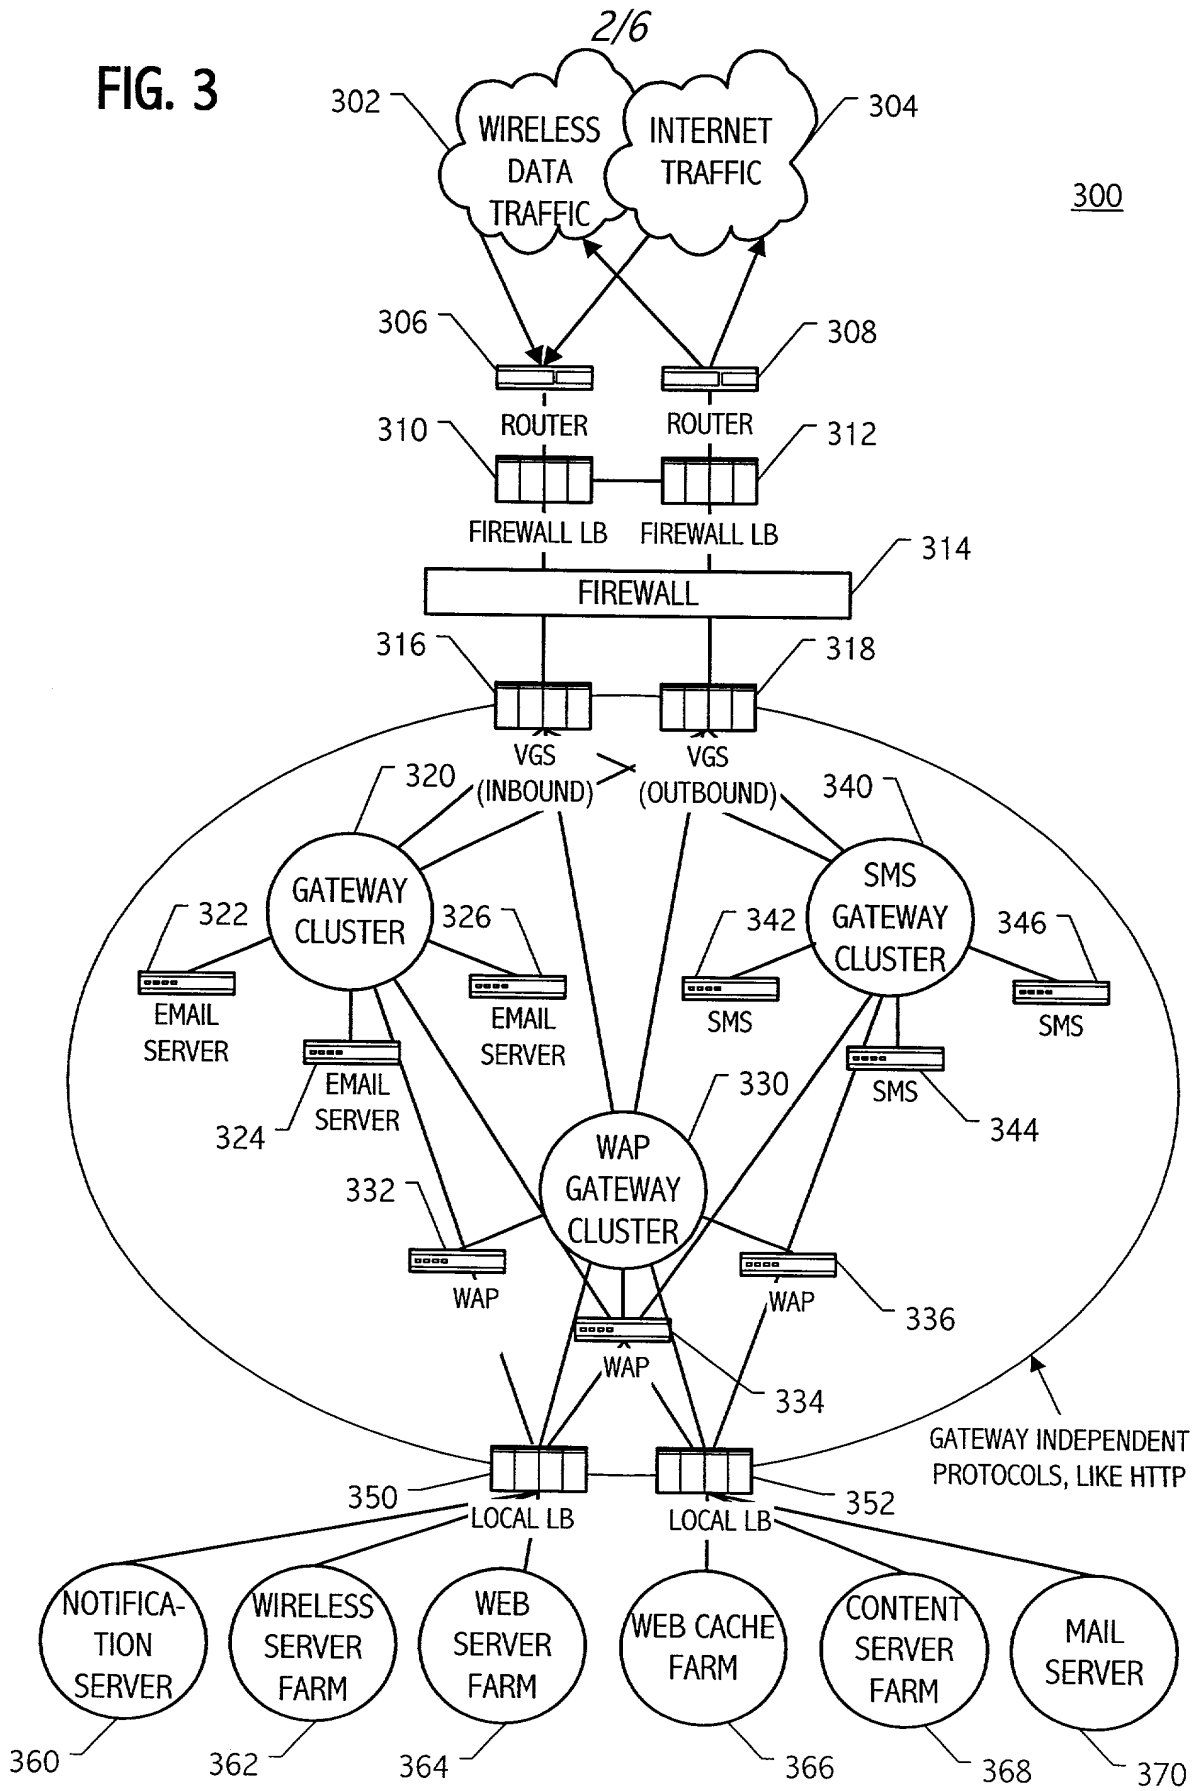 2/6
FIG. 3
302
304
WIRELESS
DATA
TRAFFIC
INTERNET
TRAFFIC
300
306
308
ROUTER
ROUTER
310
312
FIREWALL LB
FIREWALL LB
314
FIREWALL
316
318
VGS
(INBOUND)
VGS
(OUTBOUND)
320
340
GATEWAY
CLUSTER
SMS
GATEWAY
CLUSTER
322
326
342
346
EMAIL
SERVER
EMAIL
SERVER
SMS
SMS
EMAIL
SERVER
SMS
324
330
344
WAP
GATEWAY
CLUSTER
332
WAP
WAP
336
WAP
334
GATEWAY INDEPENDENT
PROTOCOLS, LIKE HTTP
350
352
LOCAL LB
LOCAL LB
NOTIFICA-
TION
SERVER
WIRELESS
SERVER
FARM
WEB
SERVER
FARM
WEB CACHE
FARM
CONTENT
SERVER
FARM
MAIL
SERVER
360
362
364
366
368
370